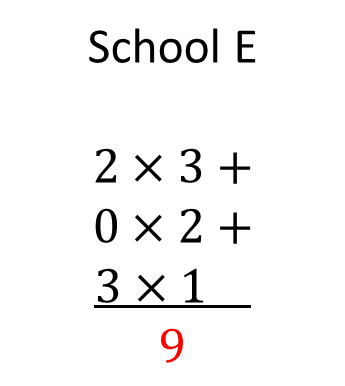 School E
2 × 3 +
0 × 2 +
3 × 1
9